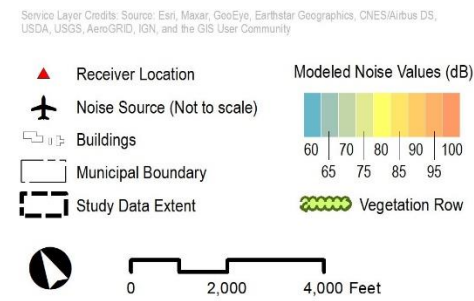 Service Layer Credits: Source: Esri, Maxar, GeoEye, Earthstar Geographics, CNES/Airbus DS,
USDA, USGS, AeroGRID, IGN, and the GIS User Community
Receiver Location
Noise Source (Not to scale)
Buildings
Municipal Boundary
Study Data Extent
Modeled Noise Values (dB)
60 70 80 90 100
65 75 85 95
Vegetation Row
0 2,000 4,000 Feet